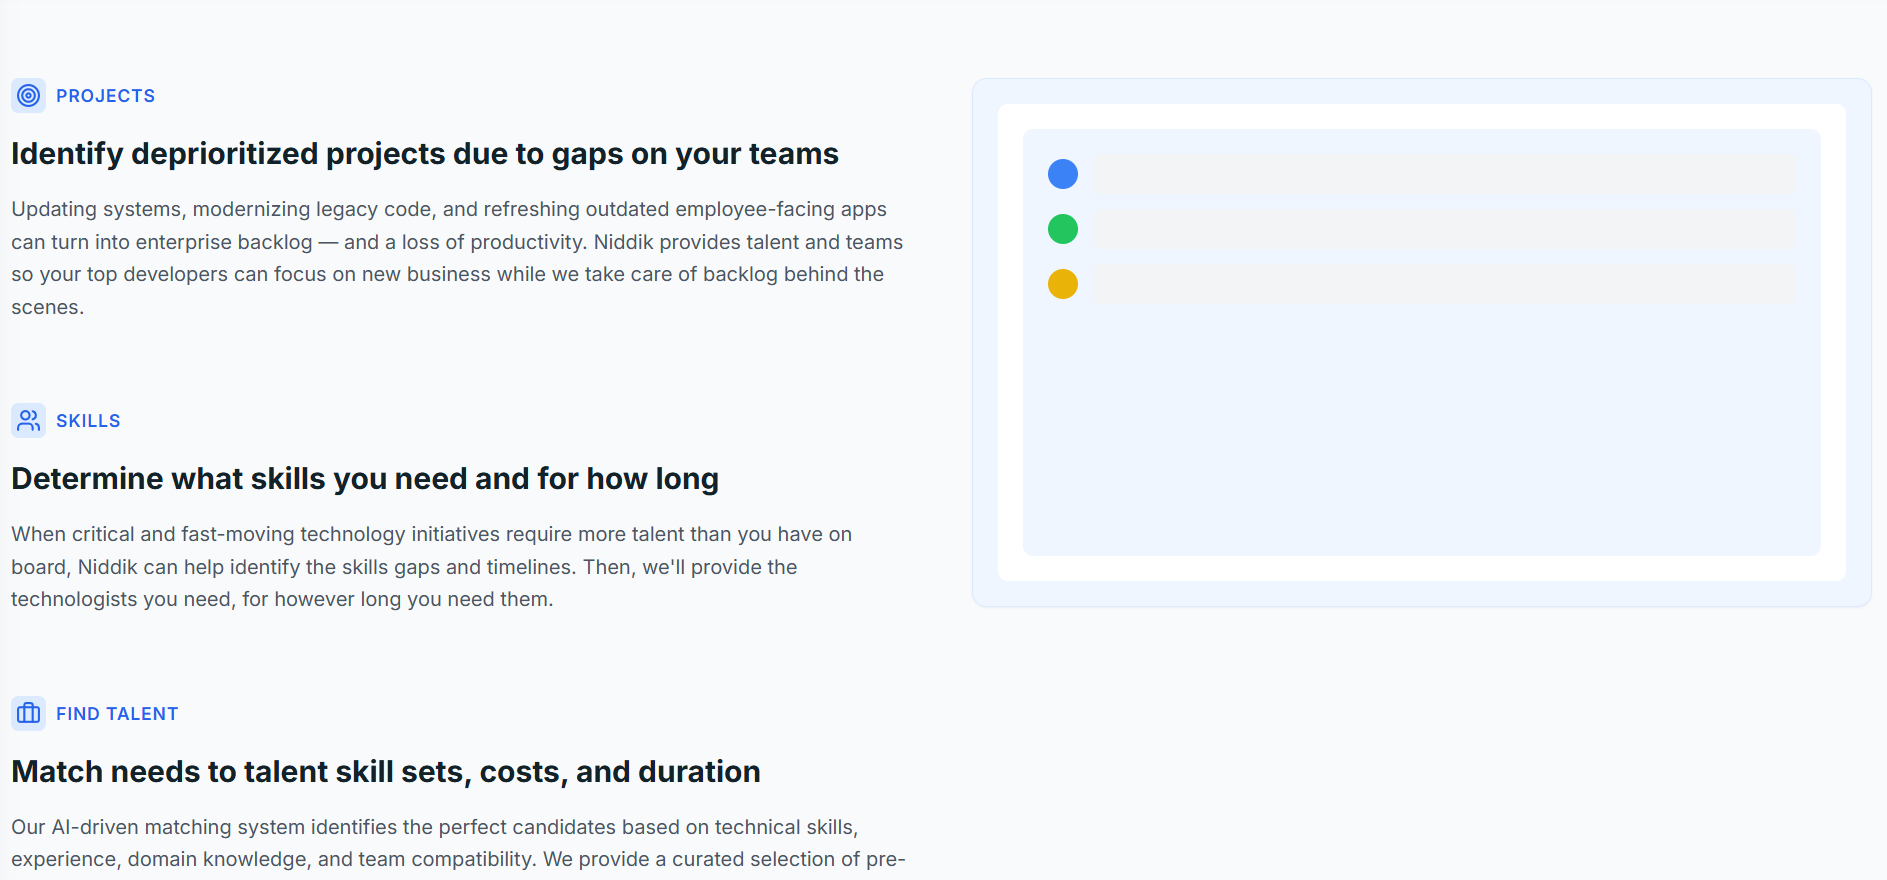 PROJECTS
Identify deprioritized projects due to gaps on your teams
Updating systems, modernizing legacy code, and refreshing outdated employee-facing apps
can turn into enterprise backlog — and a loss of productivity. Niddik provides talent and teams
so your top developers can focus on new business while we take care of backlog behind the
scenes.
SKILLS
Determine what skills you need and for how long
When critical and fast-moving technology initiatives require more talent than you have on
board, Niddik can help identify the skills gaps and timelines. Then, we'll provide the
technologists you need, for however long you need them.
FIND TALENT
Match needs to talent skill sets, costs, and duration
Our AI-driven matching system identifies the perfect candidates based on technical skills,
experience, domain knowledge, and team compatibility. We provide a curated selection of pre-